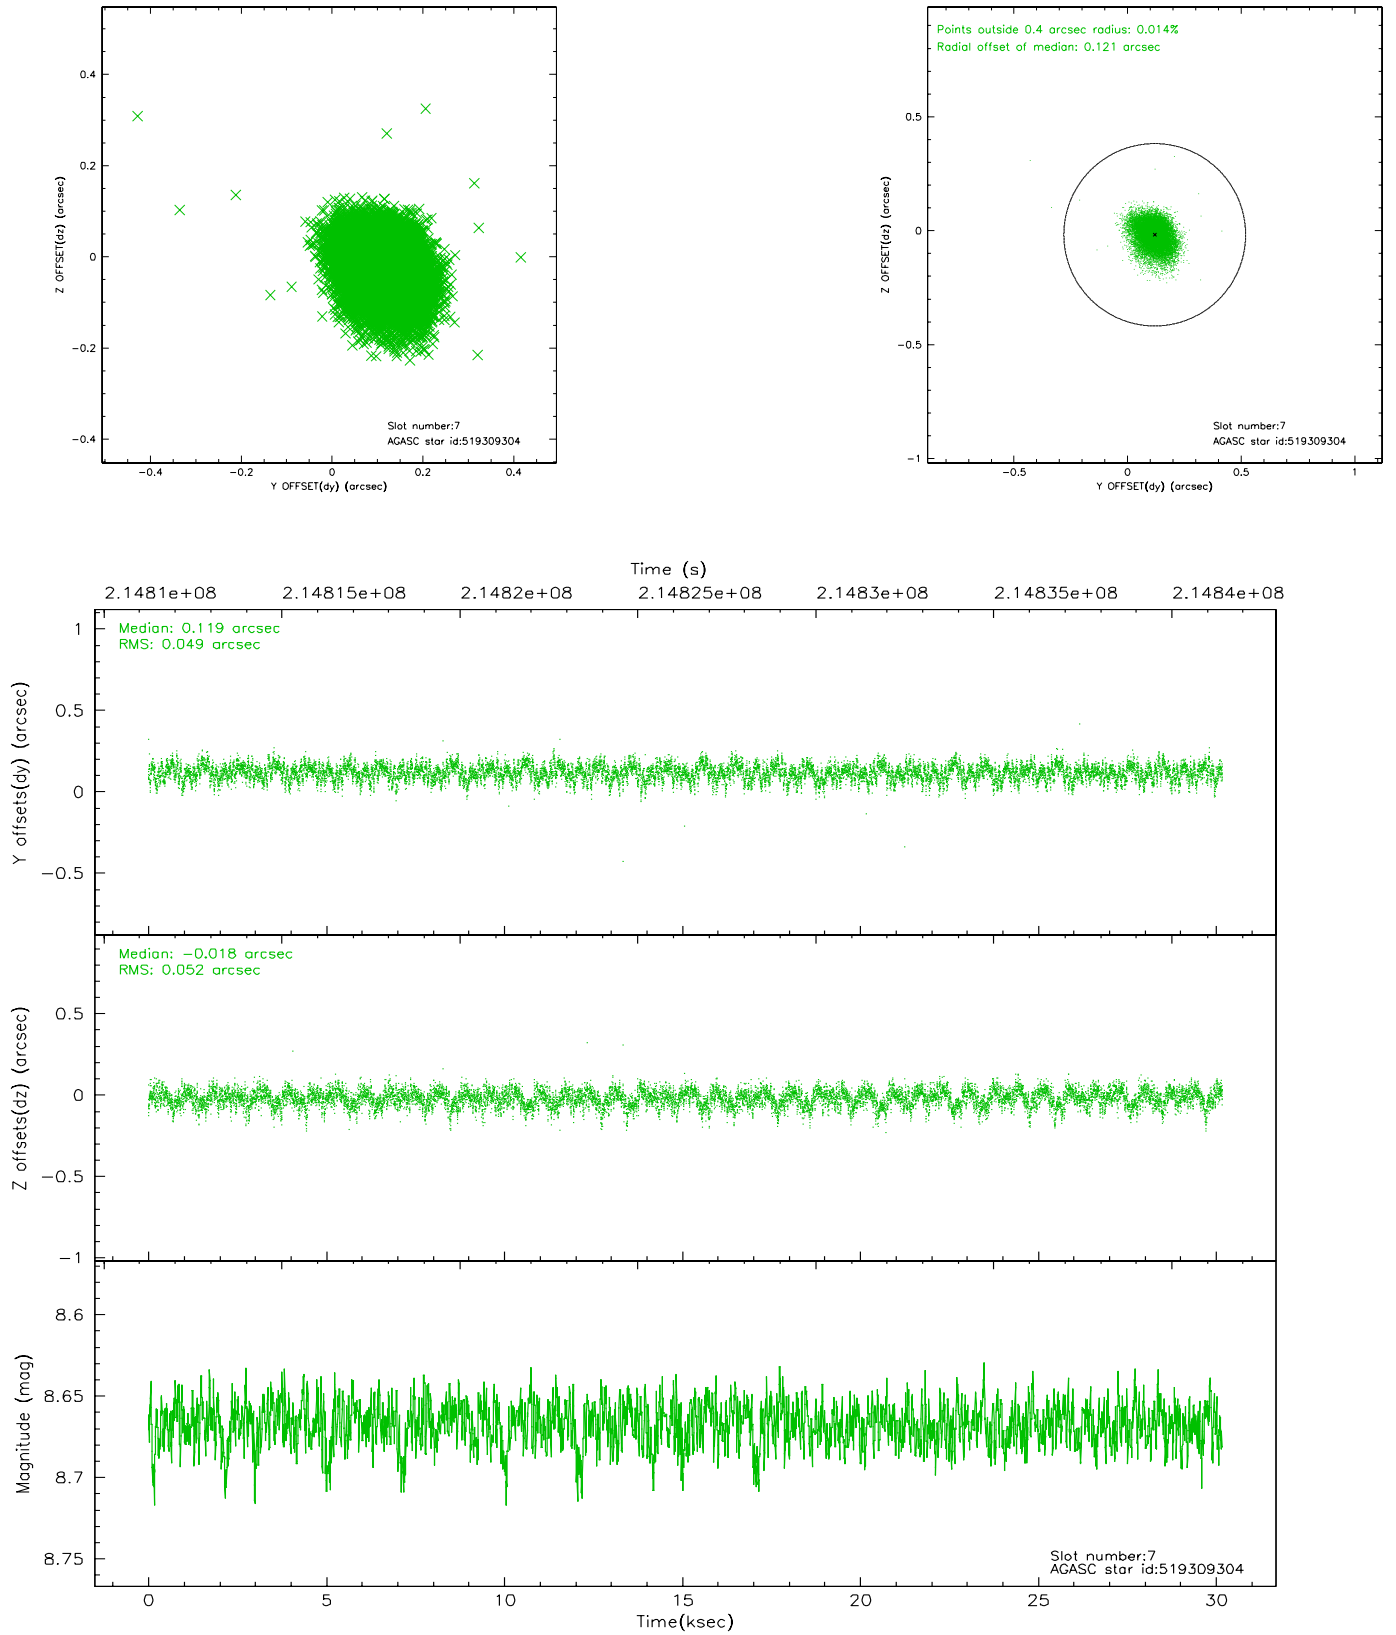 0.4
0.2
0
−0.2
−0.4
Z OFFSET(dz) (arcsec)
Slot number:7
AGASC star id:519309304
−0.4 −0.2 0 0.2 0.4
Y OFFSET(dy) (arcsec)
Points outside 0.4 arcsec radius: 0.014%
Radial offset of median: 0.121 arcsec
0.5
0
−0.5
−1
Z OFFSET(dz) (arcsec)
Slot number:7
AGASC star id:519309304
−0.5 0 0.5 1
Y OFFSET(dy) (arcsec)
Time (s)
2.1481e+08 2.14815e+08 2.1482e+08 2.14825e+08 2.1483e+08 2.14835e+08 2.1484e+08
Median: 0.119 arcsec
RMS: 0.049 arcsec
1
0.5
0
−0.5
Y offsets(dy) (arcsec)
Median: −0.018 arcsec
RMS: 0.052 arcsec
0.5
0
−0.5
−1
Z offsets(dz) (arcsec)
8.6
8.65
8.7
8.75
Magnitude (mag)
Slot number:7
AGASC star id:519309304
0 5 10 15 20 25 30
Time(ksec)